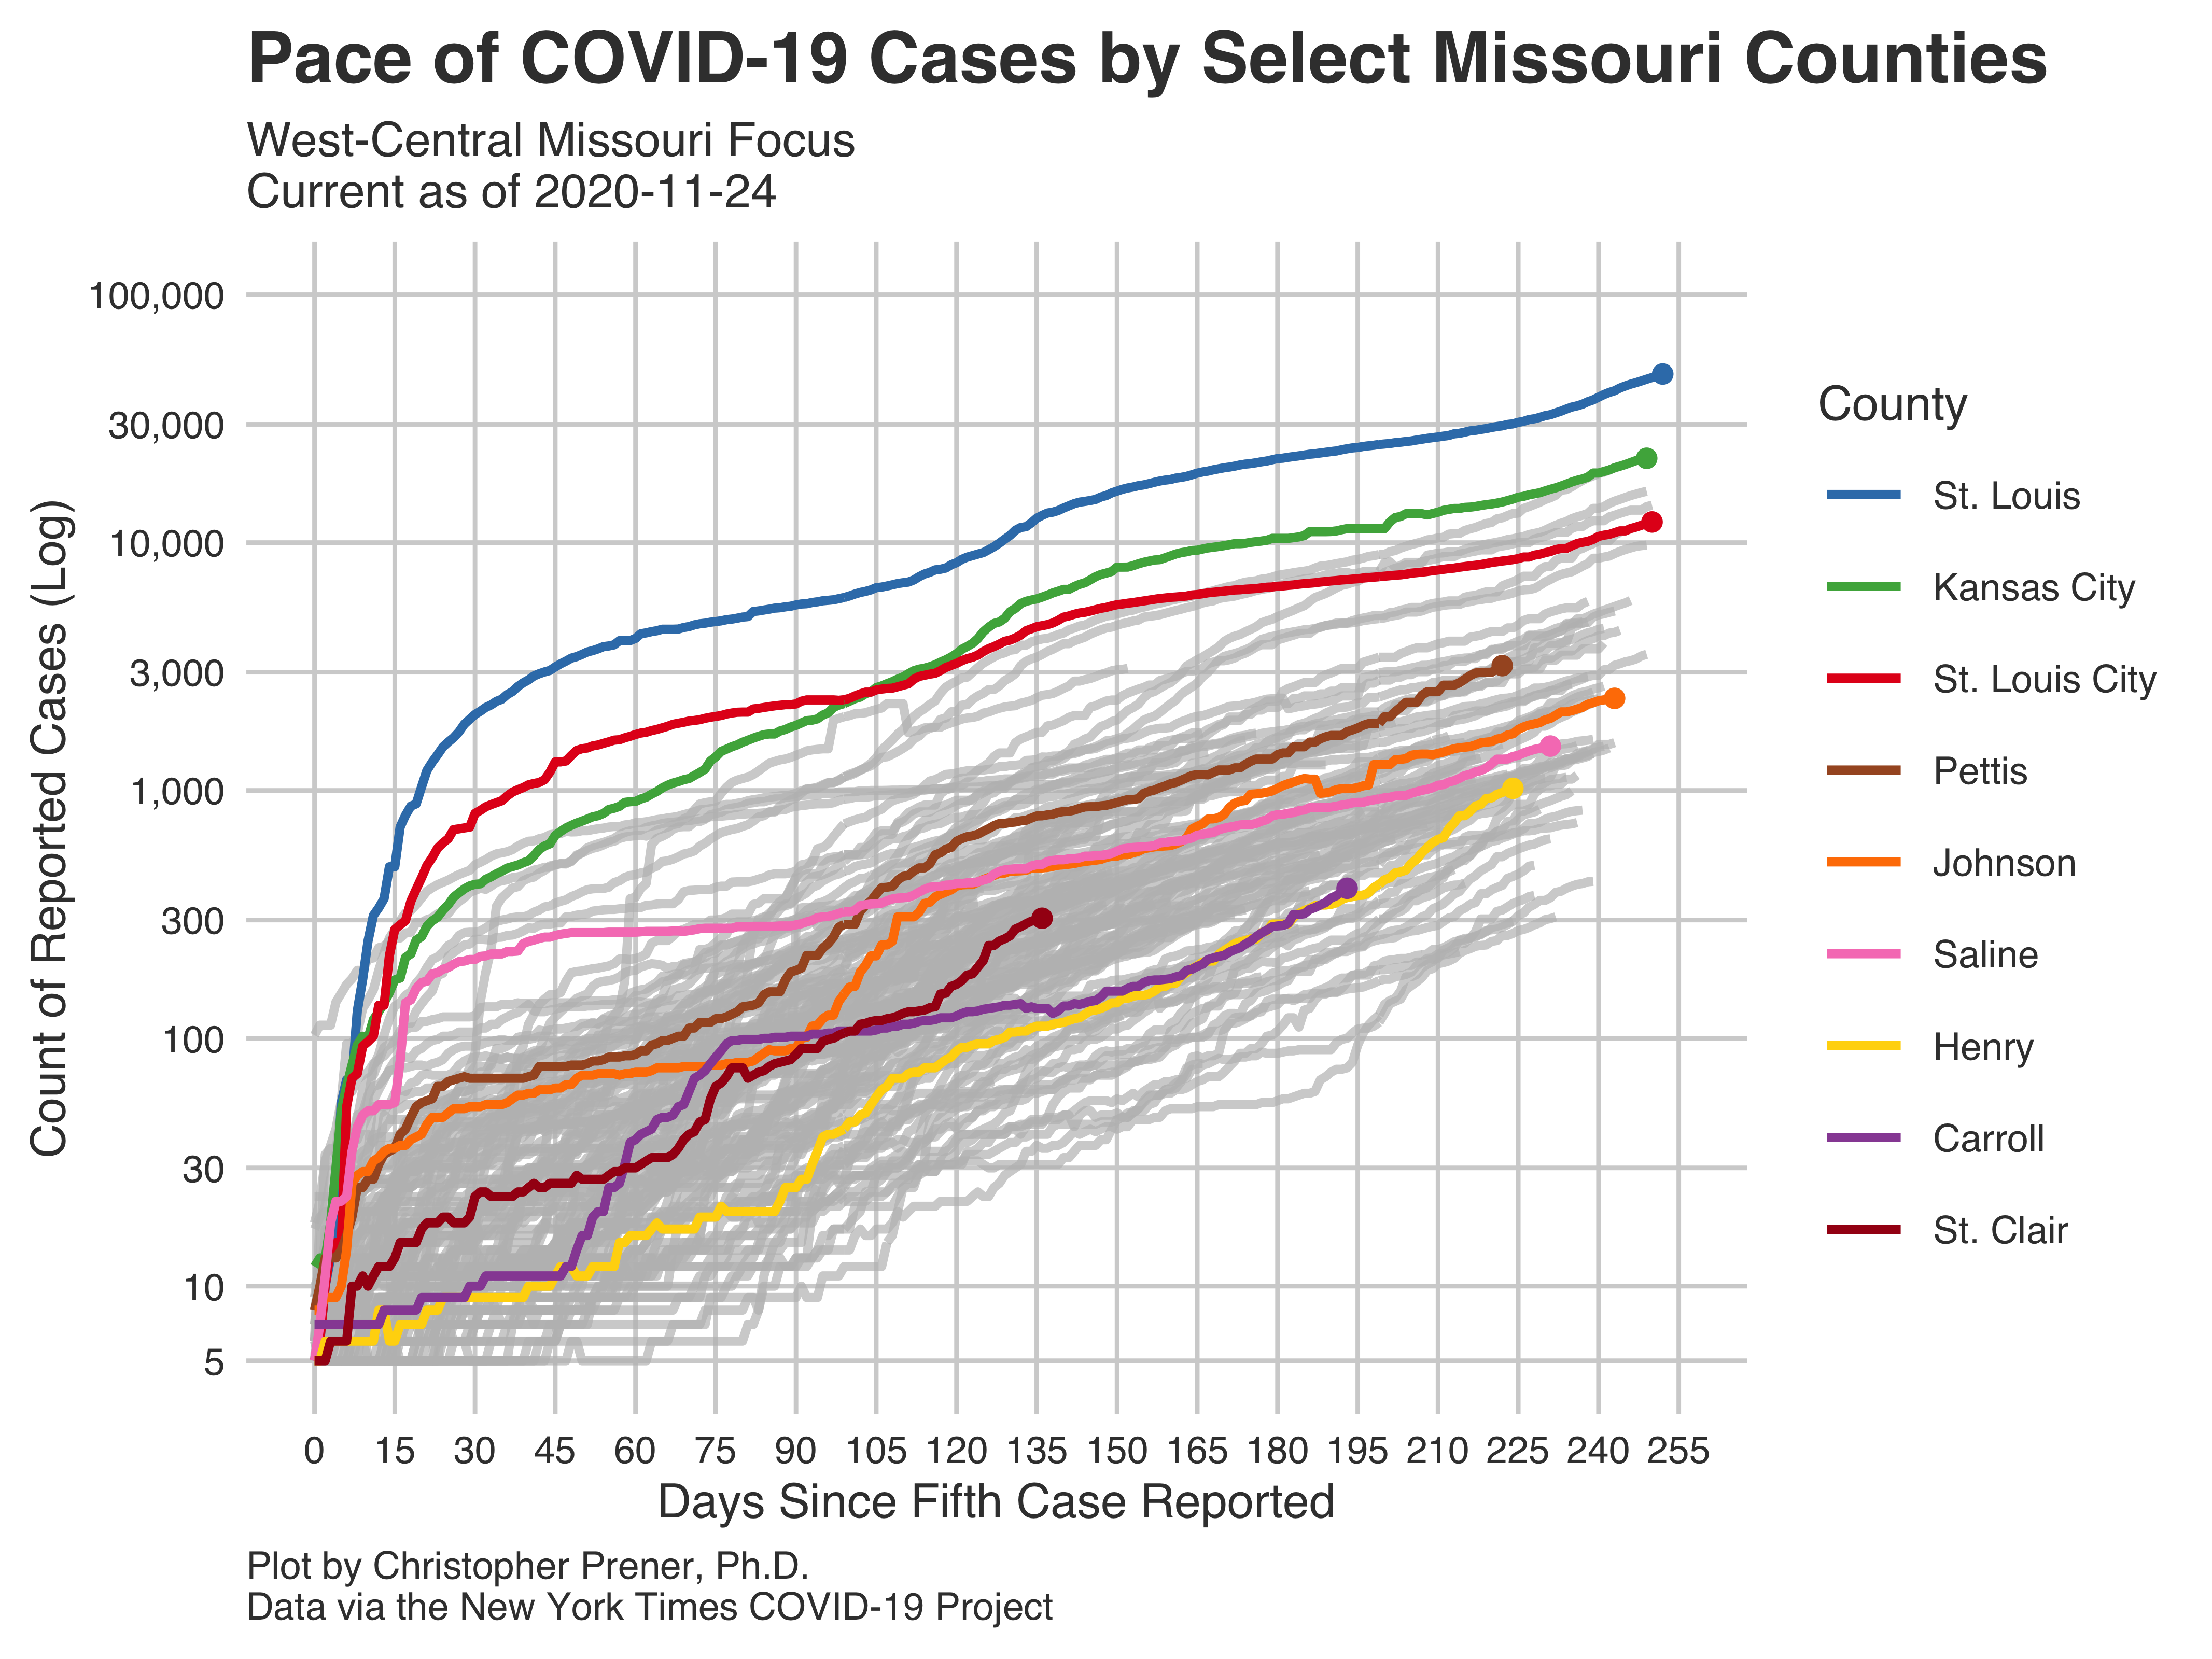 Pace of COVID-19 Cases by Select Missouri Counties
West-Central Missouri Focus
Current as of 2020-11-24
Count of Reported Cases (Log)
100,000
30,000
10,000
3,000
1,000
300
100
30
10
5
0 15 30 45 60 75 90 105 120 135 150 165 180 195 210 225 240 255
Days Since Fifth Case Reported
County
St. Louis
Kansas City
St. Louis City
Pettis
Johnson
Saline
Henry
Carroll
St. Clair
Plot by Christopher Prener, Ph.D.
Data via the New York Times COVID-19 Project